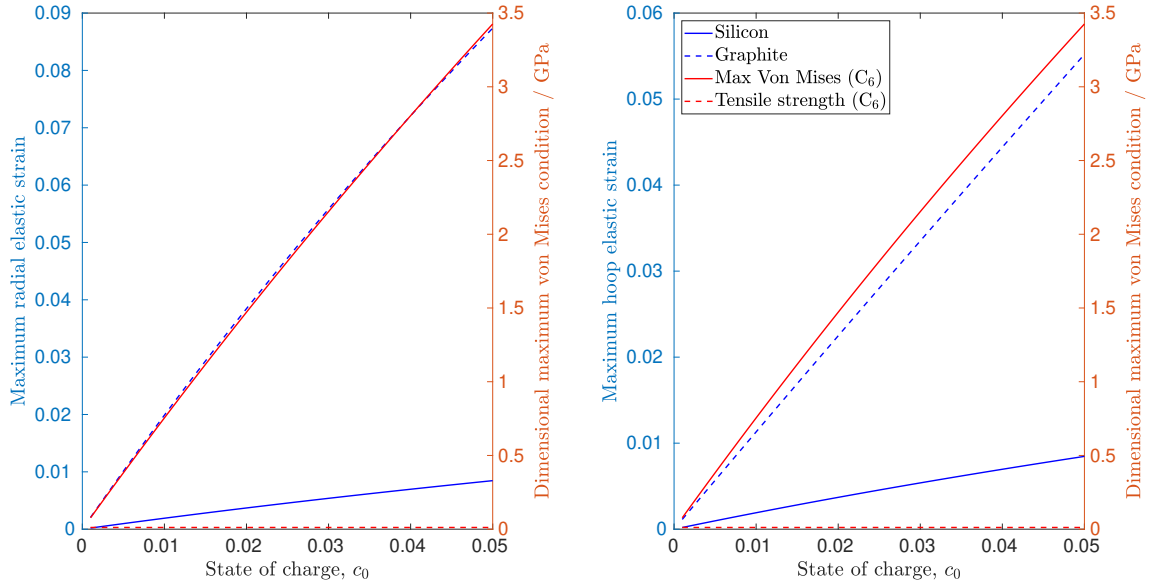 0.09
0.08
0.07
0.06
0.05
0.04
0.03
0.02
0.01
0
Maximum radial elastic strain
0 0.01 0.02 0.03 0.04 0.05
State of charge, c₀
3.5
3
2.5
2
1.5
1
0.5
0
Dimensional maximum von Mises condition / GPa
0.06
0.05
0.04
0.03
0.02
0.01
0
Maximum hoop elastic strain
Silicon
Graphite
Max Von Mises (C₆)
Tensile strength (C₆)
0 0.01 0.02 0.03 0.04 0.05
State of charge, c₀
3.5
3
2.5
2
1.5
1
0.5
0
Dimensional maximum von Mises condition / GPa